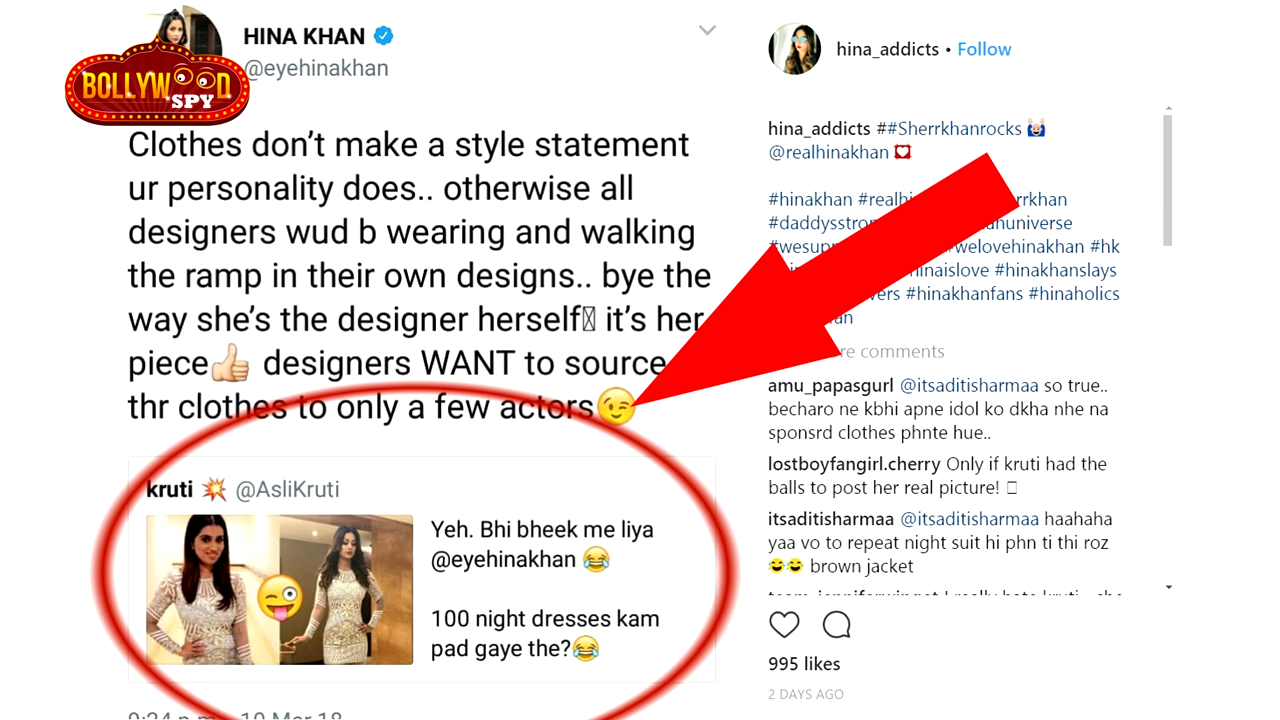 HINA KHAN
@eyehinakhan
BOLLYWOOD
SPY
Clothes don't make a style statement
ur personality does.. otherwise all
designers wud b wearing and walking
the ramp in their own designs.. bye the
way she's the designer herself it's her
piece👍 designers WANT to source
thr clothes to only a few actors😉
kruti 💥 @AsliKruti
Yeh. Bhi bheek me liya
@eyehinakhan 😂
100 night dresses kam
pad gaye the?😂
hina_addicts • Follow
hina_addicts ##Sherrkhanrocks
@realhinakhan
#hinakhan
#welovehinakhan #hk
#hinakhanslays
#hinakhanfans #hinaholics
comments
amu_papasgurl @itsaditisharmaa so true..
becharo ne kbhi apne idol ko dkha nhe na
sponsrd clothes phnte hue..
lostboyfangirl.cherry Only if kruti had the
balls to post her real picture!
itsaditisharmaa @itsaditisharmaa haahaha
yaa vo to repeat night suit hi phn ti thi roz
😂😂 brown jacket
995 likes
2 DAYS AGO